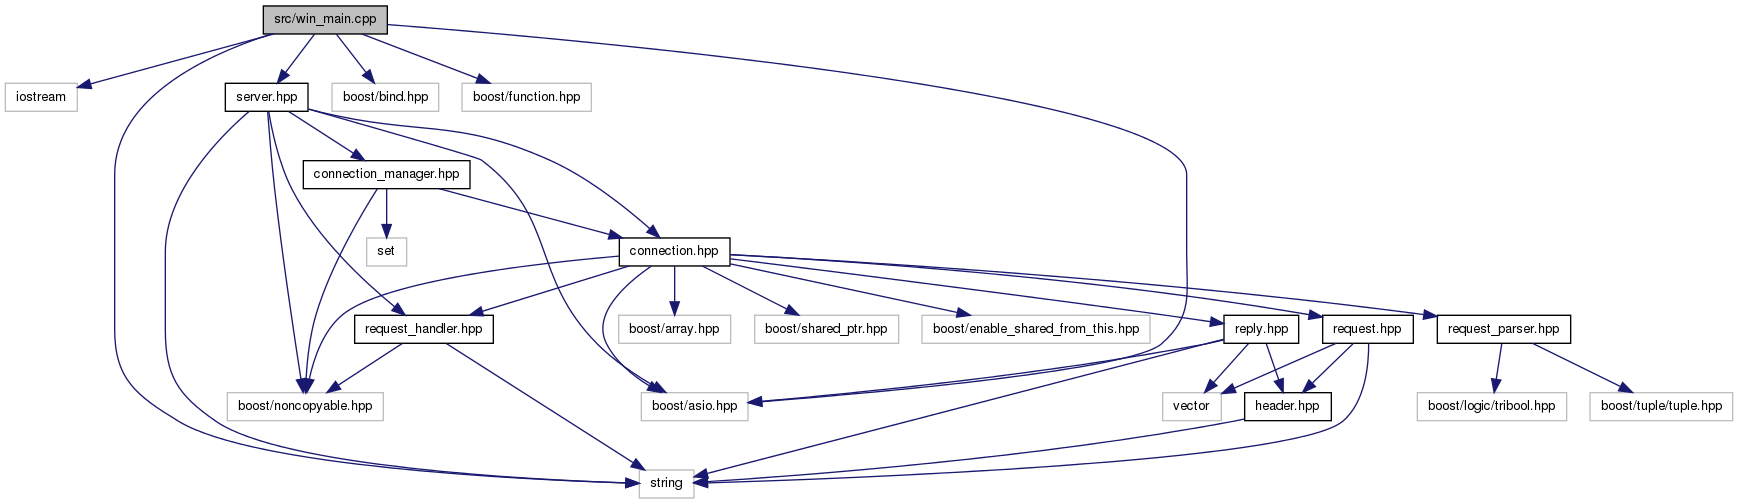 src/win_main.cpp
iostream
server.hpp
boost/bind.hpp
boost/function.hpp
connection_manager.hpp
set
connection.hpp
request_handler.hpp
boost/array.hpp
boost/shared_ptr.hpp
boost/enable_shared_from_this.hpp
reply.hpp
request.hpp
request_parser.hpp
boost/noncopyable.hpp
boost/asio.hpp
vector
header.hpp
boost/logic/tribool.hpp
boost/tuple/tuple.hpp
string